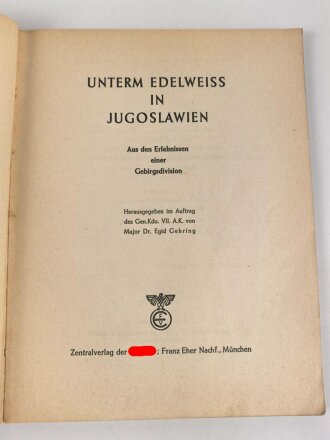 UNTERM EDELWEISS
IN
JUGOSLAWIEN
Aus den Erlebnissen
einer
Gebirgsdivision
Herausgegeben im Auftrag
des Gen.Kdo. VII. A.K. von
Major Dr. Egid Gehring
Zentralverlag der ; Franz Eher Nachf., München